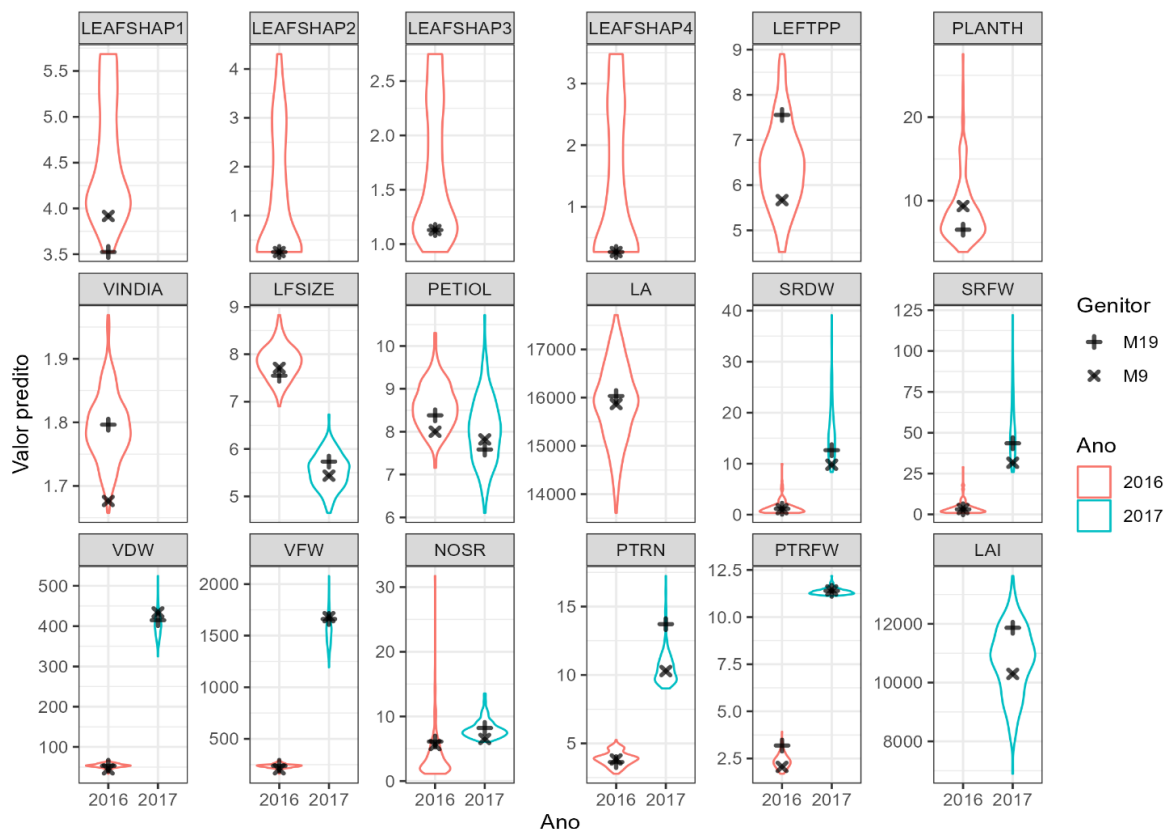 LEAFSHAP1 LEAFSHAP2 LEAFSHAP3 LEAFSHAP4 LEFTPP PLANTH
5.5 5.0 4.5 4.0 3.5
4 3 2 1
2.5 2.0 1.5 1.0
3 2 1
9 8 7 6 5
20 10
VINDIA LFSIZE PETIOL LA SRDW SRFW
1.9 1.8 1.7
9 8 7 6 5
10 9 8 7 6
17000 16000 15000 14000
40 30 20 10 0
125 100 75 50 25 0
VDW VFW NOSR PTRN PTRFW LAI
500 400 300 200 100
2000 1500 1000 500
30 20 10 0
15 10 5
12.5 10.0 7.5 5.0 2.5
12000 10000 8000
2016 2017 2016 2017 2016 2017 2016 2017 2016 2017 2016 2017
Ano
Valor predito
Genitor
M19
M9
Ano
2016
2017